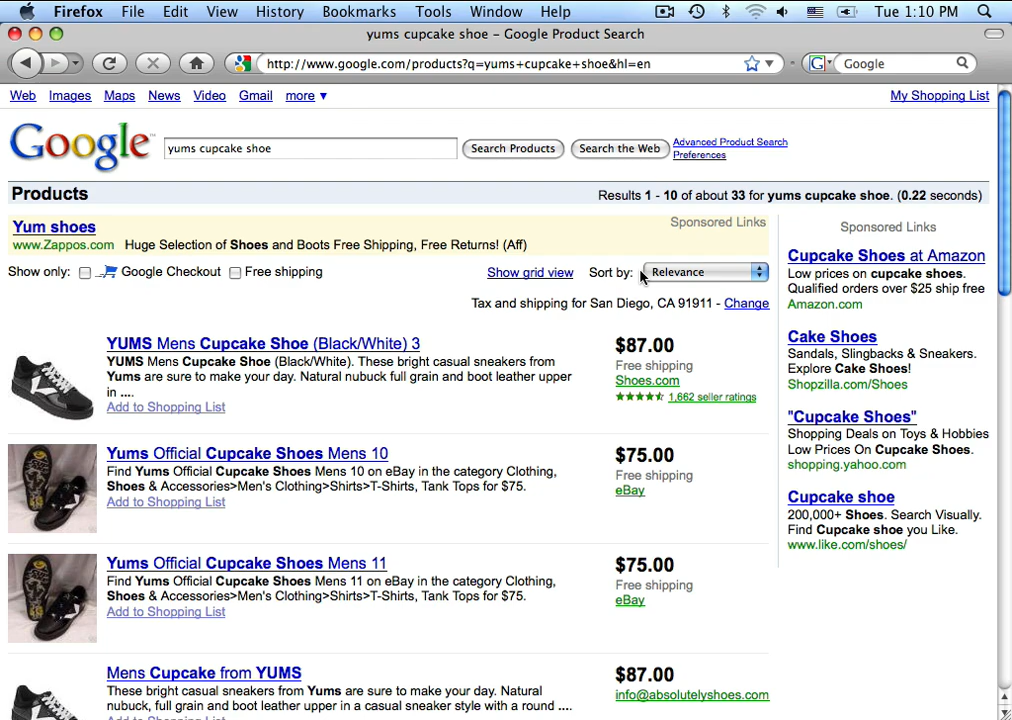 Firefox File Edit View History Bookmarks Tools Window Help Tue 1:10 PM
yums cupcake shoe – Google Product Search
http://www.google.com/products?q=yums+cupcake+shoe&hl=en G Google
Web Images Maps News Video Gmail more ▼ My Shopping List
Google™ yums cupcake shoe Search Products Search the Web Advanced Product Search
Preferences
Products Results 1 - 10 of about 33 for yums cupcake shoe. (0.22 seconds)
Yum shoes Sponsored Links
www.Zappos.com Huge Selection of Shoes and Boots Free Shipping, Free Returns! (Aff)
Show only: Google Checkout Free shipping Show grid view Sort by: Relevance
Tax and shipping for San Diego, CA 91911 - Change
YUMS Mens Cupcake Shoe (Black/White) 3
YUMS Mens Cupcake Shoe (Black/White). These bright casual sneakers from
Yums are sure to make your day. Natural nubuck full grain and boot leather upper
in ....
Add to Shopping List
$87.00
Free shipping
Shoes.com
1,662 seller ratings
Yums Official Cupcake Shoes Mens 10
Find Yums Official Cupcake Shoes Mens 10 on eBay in the category Clothing,
Shoes & Accessories>Men's Clothing>Shirts>T-Shirts, Tank Tops for $75.
Add to Shopping List
$75.00
Free shipping
eBay
Yums Official Cupcake Shoes Mens 11
Find Yums Official Cupcake Shoes Mens 11 on eBay in the category Clothing,
Shoes & Accessories>Men's Clothing>Shirts>T-Shirts, Tank Tops for $75.
Add to Shopping List
$75.00
Free shipping
eBay
Mens Cupcake from YUMS
These bright casual sneakers from Yums are sure to make your day. Natural
nubuck, full grain and boot leather upper in a casual sneaker style with a round ....
Add to Shopping List
$87.00
info@absolutelyshoes.com
Sponsored Links
Cupcake Shoes at Amazon
Low prices on cupcake shoes.
Qualified orders over $25 ship free
Amazon.com
Cake Shoes
Sandals, Slingbacks & Sneakers.
Explore Cake Shoes!
Shopzilla.com/Shoes
"Cupcake Shoes"
Shopping Deals on Toys & Hobbies
Low Prices On Cupcake Shoes.
shopping.yahoo.com
Cupcake shoe
200,000+ Shoes. Search Visually.
Find Cupcake shoe you Like.
www.like.com/shoes/